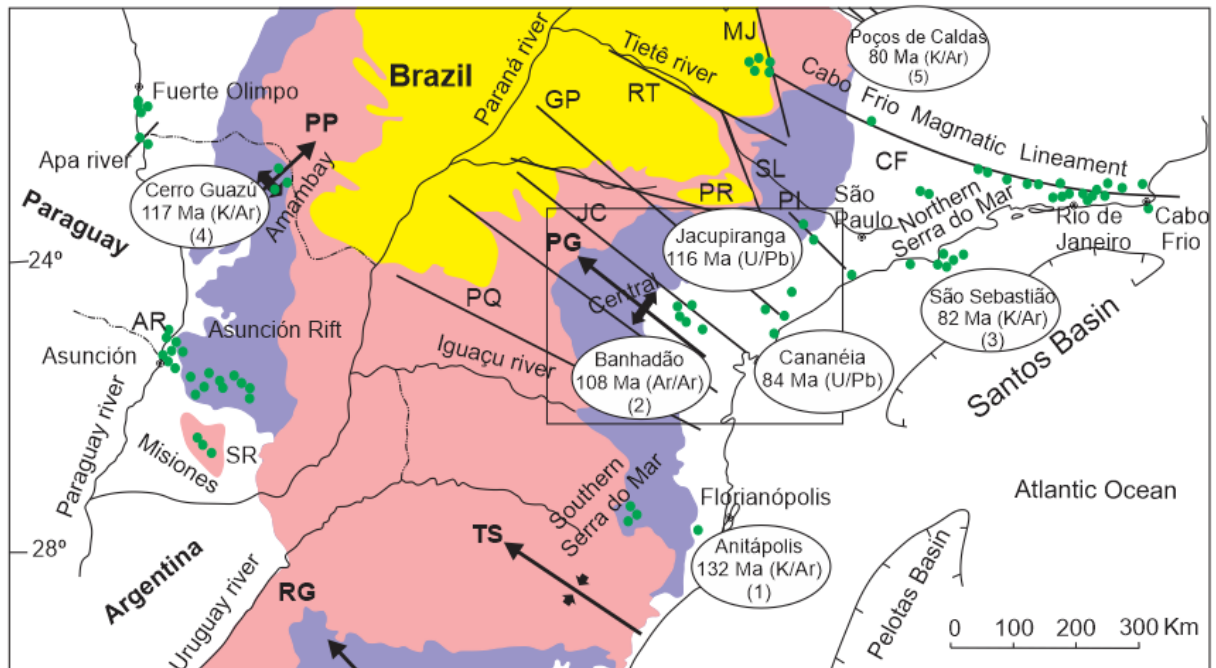 Poços de Caldas
80 Ma (K/Ar)
(5)
MJ
Tietê river
Paraná river
Brazil
RT
GP
Cabo Frio Magmatic Lineament
Fuerte Olimpo
PP
Apa river
CF
SL
Cerro Guazú
117 Ma (K/Ar)
(4)
Amambay
PR
PI
São
Paulo
Northern
Serra do Mar
Rio de
Janeiro
Cabo
Frio
Paraguay
JC
PG
Jacupiranga
116 Ma (U/Pb)
24º
Central
PQ
São Sebastião
82 Ma (K/Ar)
(3)
Santos Basin
AR
Asunción Rift
Asunción
Iguaçu river
Banhadão
108 Ma (Ar/Ar)
(2)
Cananéia
84 Ma (U/Pb)
Paraguay river
Misiones
SR
Southern
Serra do Mar
Florianópolis
Atlantic Ocean
TS
28º
Anitápolis
132 Ma (K/Ar)
(1)
Argentina
Uruguay river
RG
Pelotas Basin
0 100 200 300 Km